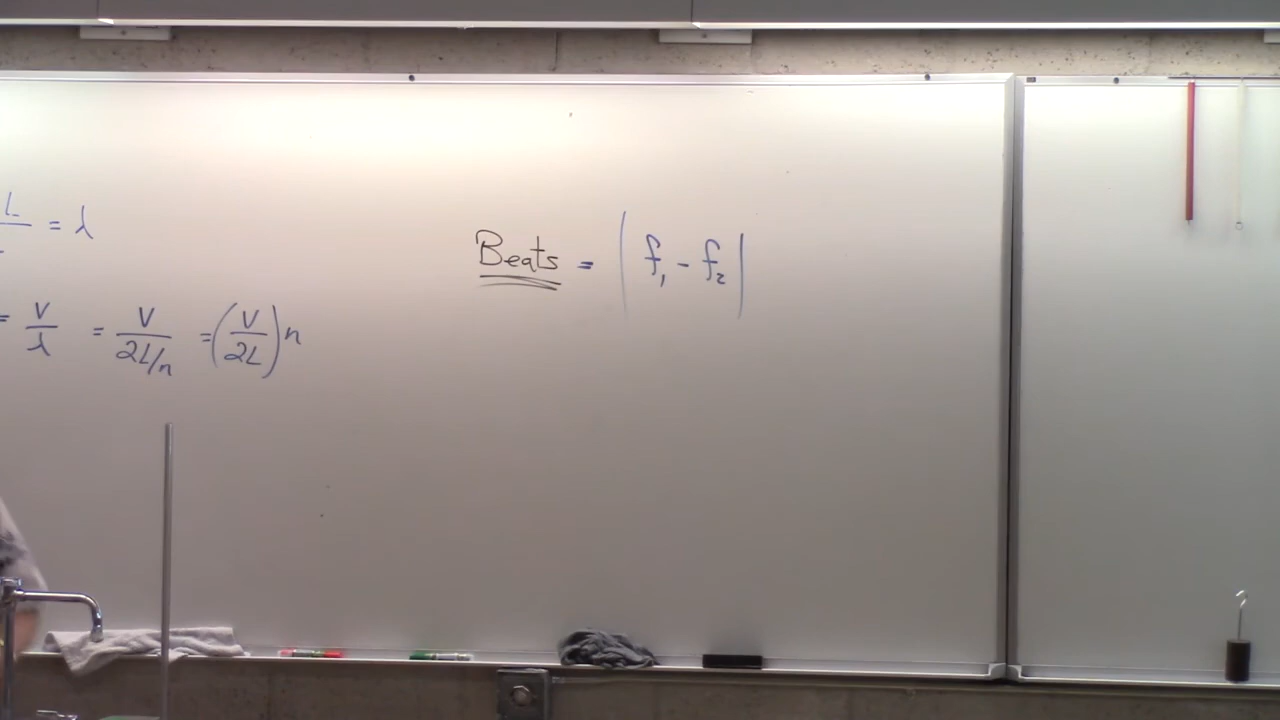 L/ = λ
= V/λ = V/2L/n = (V/2L)n
Beats = |f₁ - f₂|